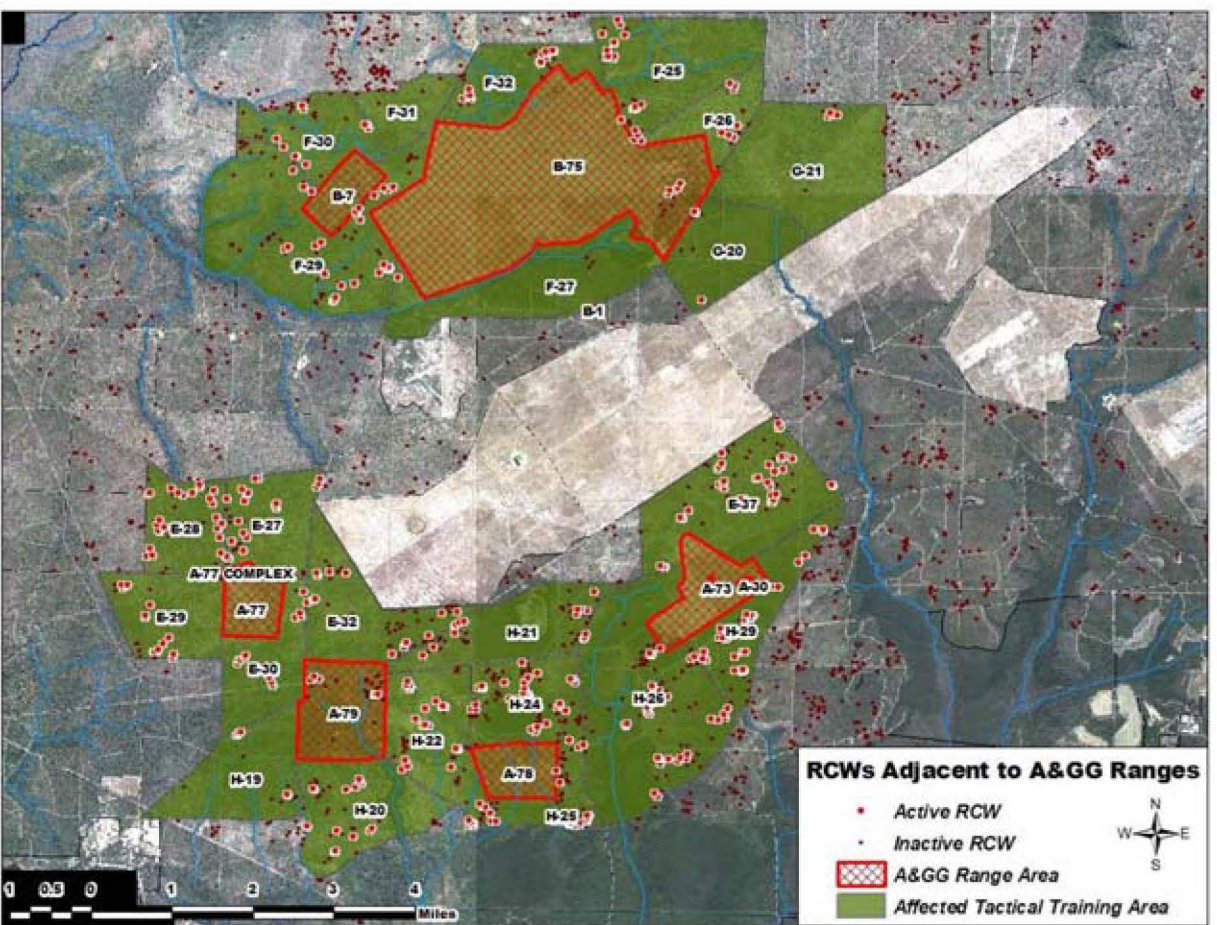 F-32
F-25
F-31
F-26
F-30
B-75
G-21
B-7
G-20
F-29
F-27
B-1
E-37
E-28
E-27
A-77 COMPLEX
A-73
A-30
A-77
E-29
E-32
H-21
H-29
E-30
H-24
H-26
A-79
H-22
A-78
H-19
H-20
H-25
RCWs Adjacent to A&GG Ranges
Active RCW
Inactive RCW
A&GG Range Area
Affected Tactical Training Area
N
W E
S
1 0.5 0 1 2 3 4
Miles